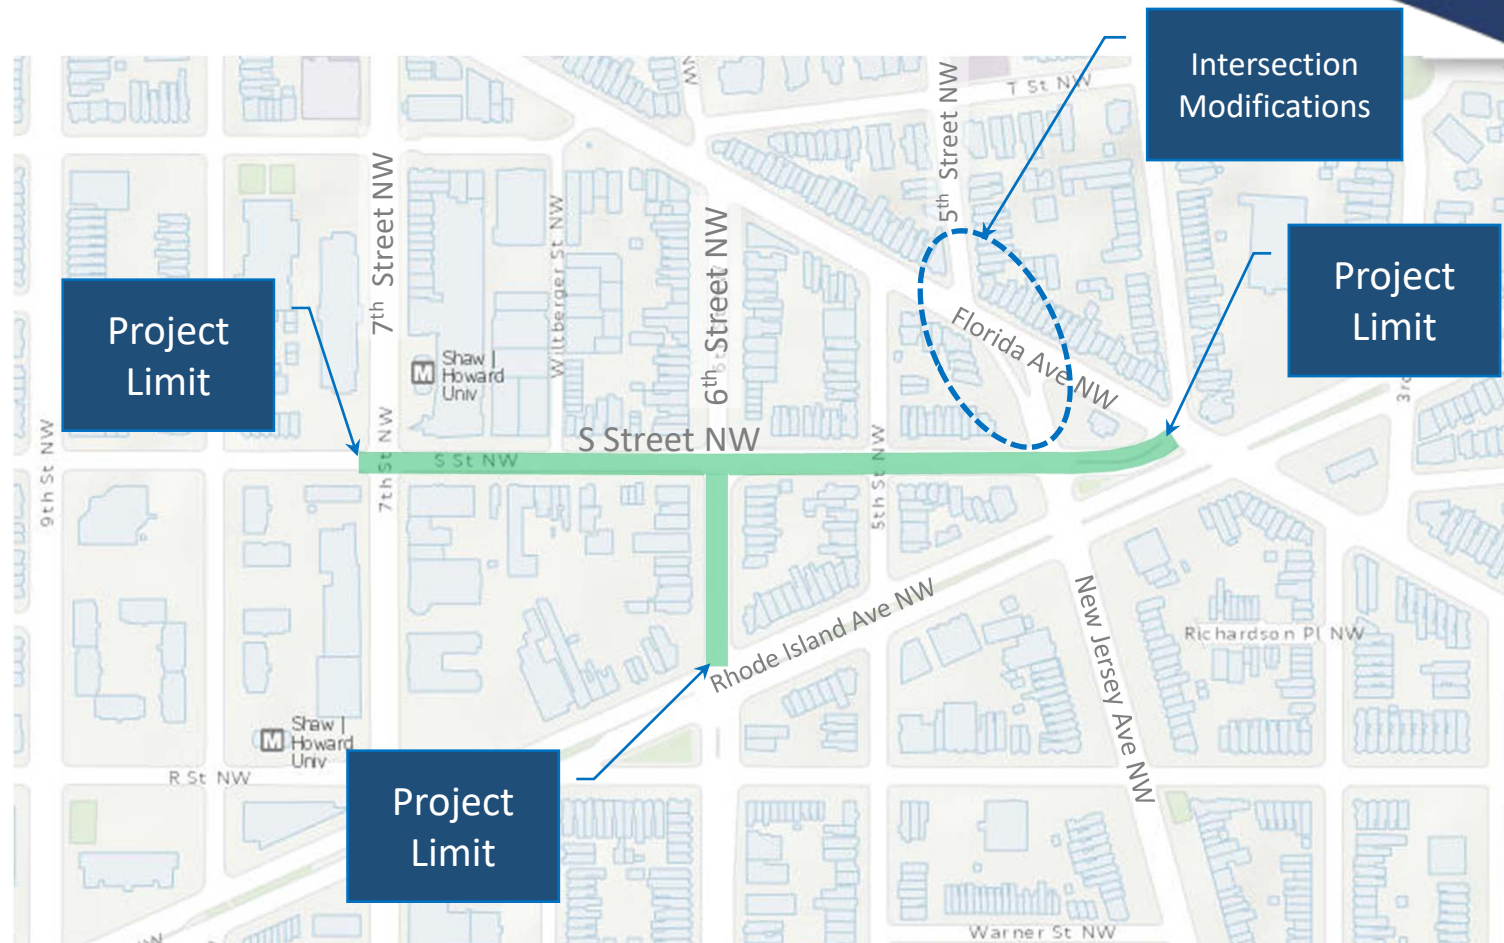 Intersection
Modifications
T St NW
5th Street NW
7th Street NW
Wiltberger St NW
6th Street NW
Project
Limit
Project
Limit
Shaw |
Howard
Univ
Florida Ave NW
S Street NW
S St NW
9th St NW
7th St NW
5th St NW
Rhode Island Ave NW
New Jersey Ave NW
Richardson Pl NW
Shaw |
Howard
Univ
R St NW
Project
Limit
Warner St NW